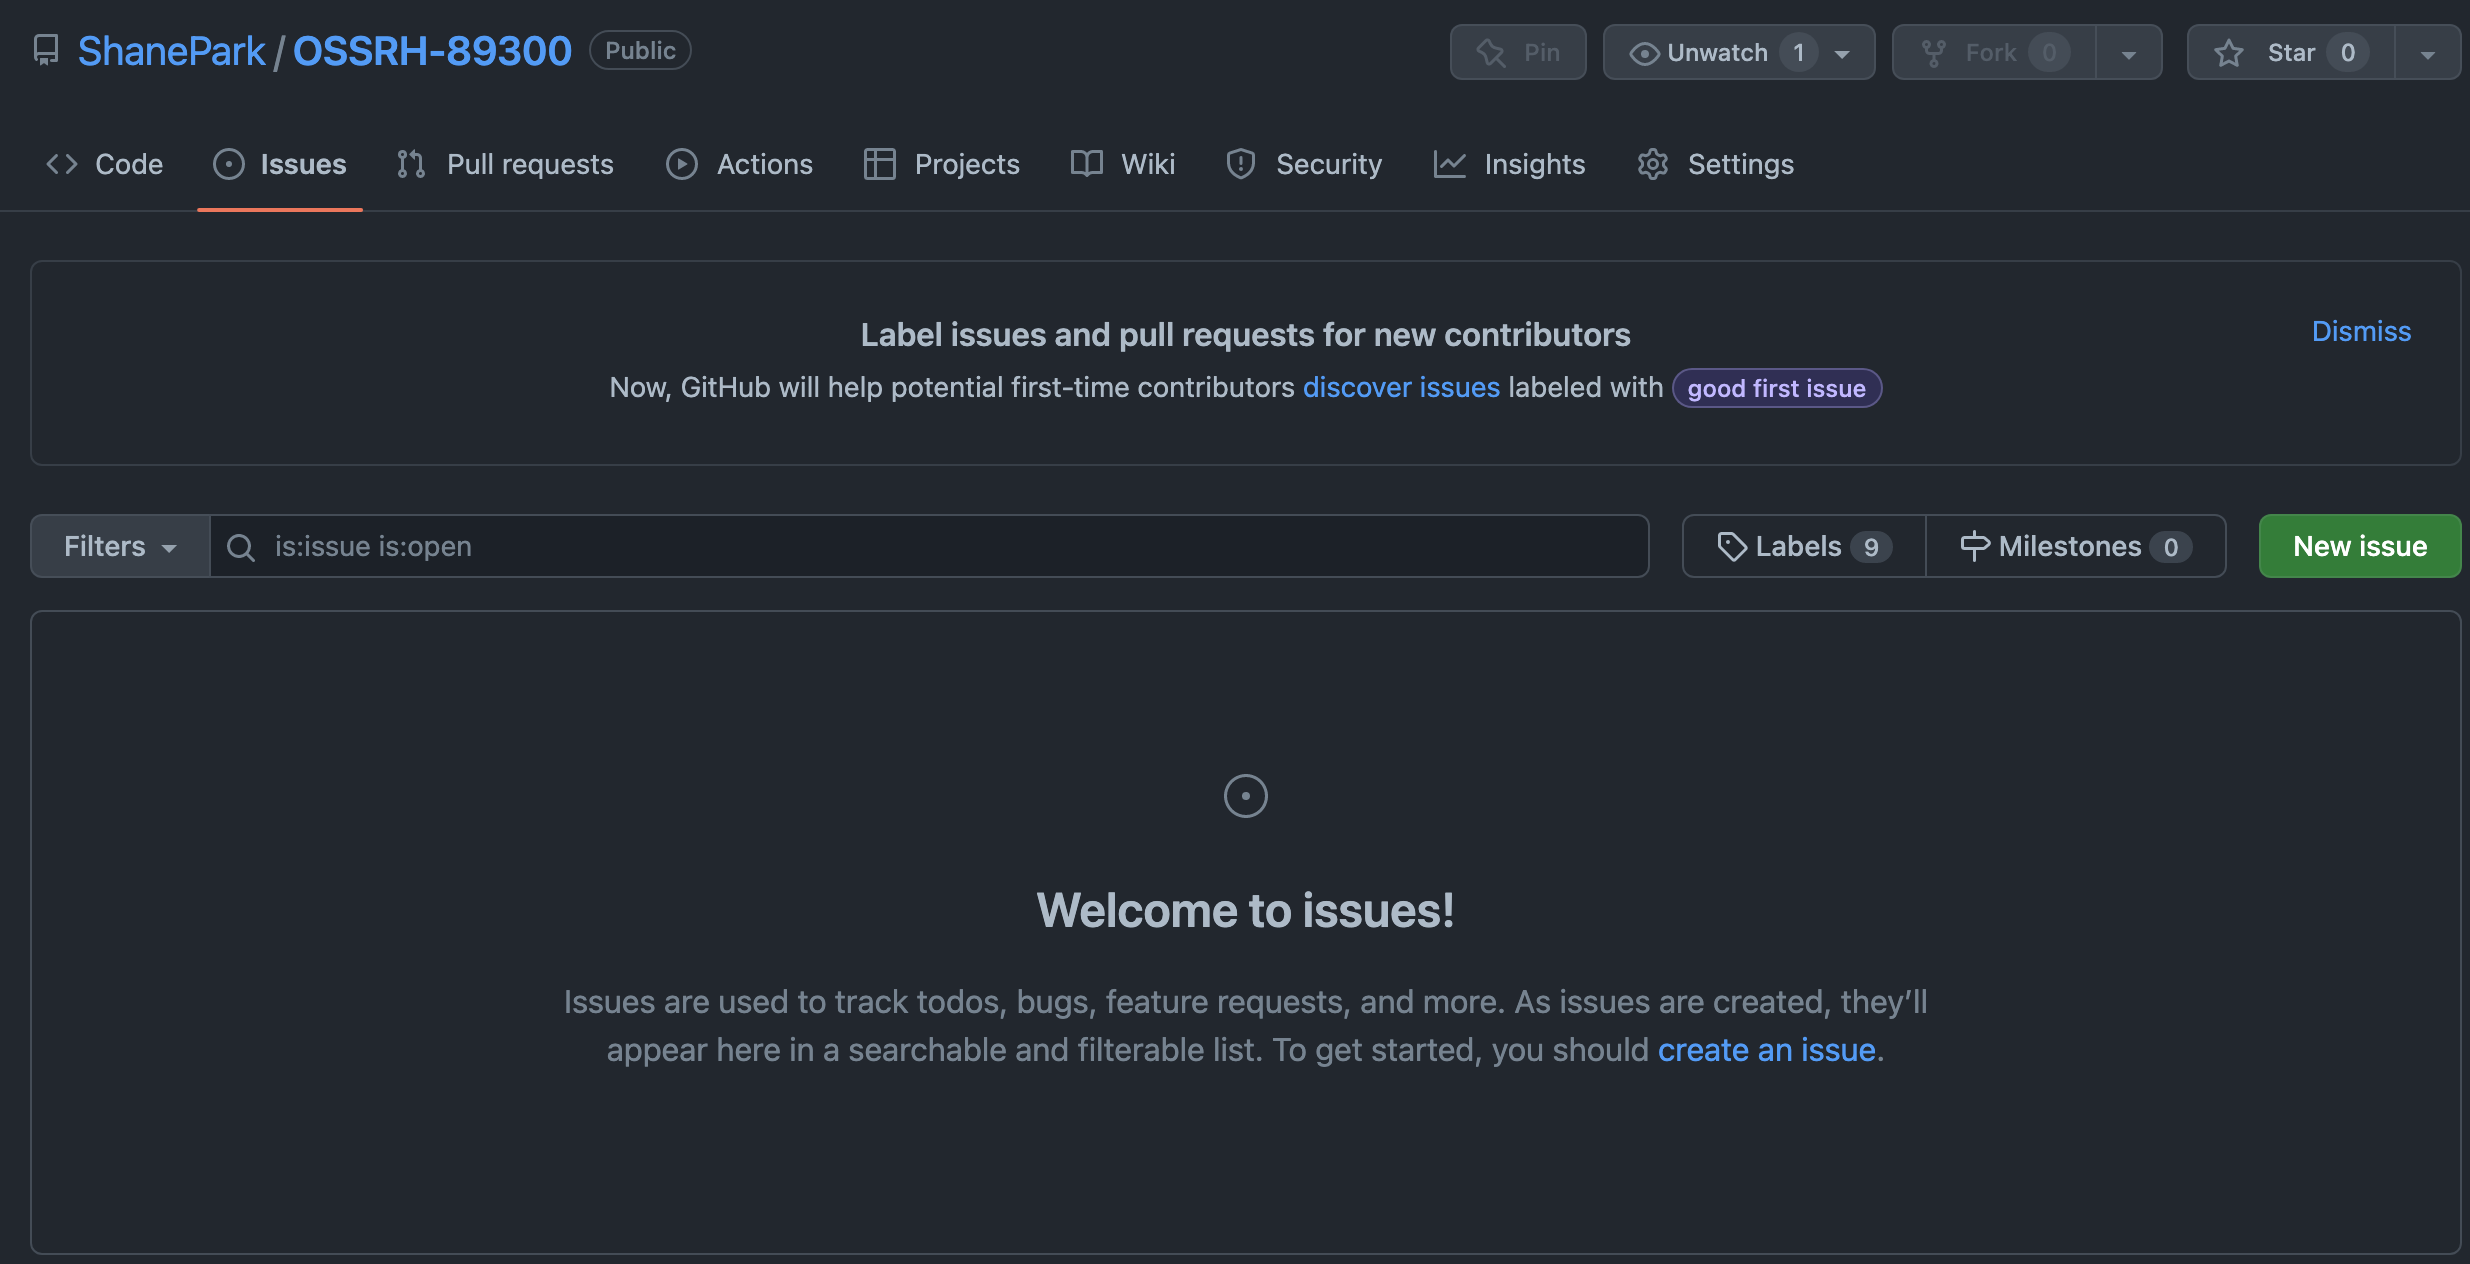 ShanePark / OSSRH-89300 Public Pin Unwatch 1 Fork 0 Star 0
Code Issues Pull requests Actions Projects Wiki Security Insights Settings
Label issues and pull requests for new contributors
Dismiss
Now, GitHub will help potential first-time contributors discover issues labeled with good first issue
Filters is:issue is:open Labels 9 Milestones 0 New issue
Welcome to issues!
Issues are used to track todos, bugs, feature requests, and more. As issues are created, they’ll
appear here in a searchable and filterable list. To get started, you should create an issue.